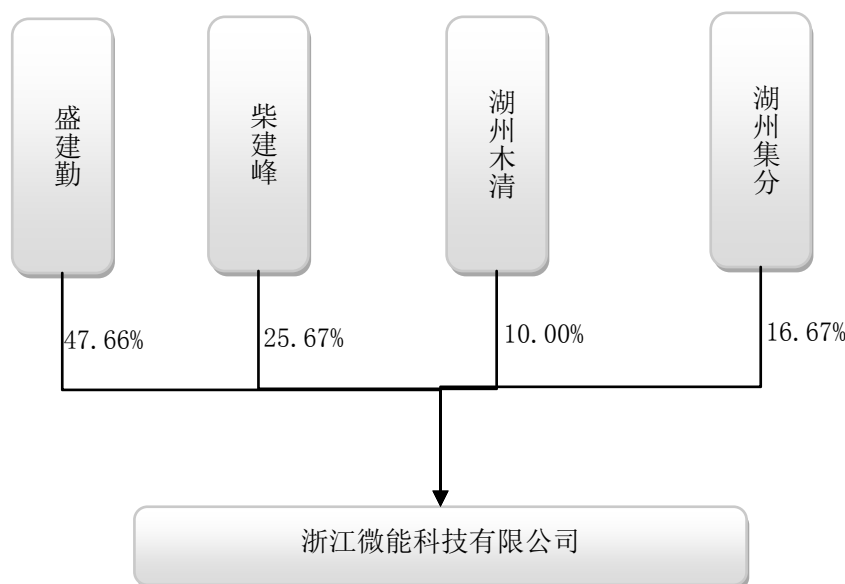 盛建勤
柴建峰
湖州木清
湖州集分
47.66%
25.67%
10.00%
16.67%
浙江微能科技有限公司